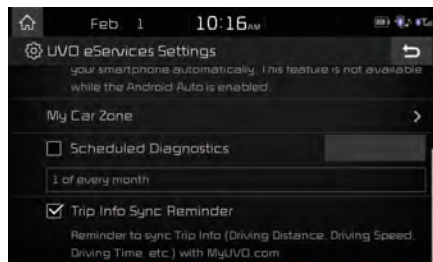 Feb. 1
10:16 AM
UVO eServices Settings
your smartphone automatically. This feature is not available
while the Android Auto is enabled.
My Car Zone
Scheduled Diagnostics
1 of every month
Trip Info Sync Reminder
Reminder to sync Trip Info (Driving Distance, Driving Speed,
Driving Time, etc.) with MyUVO.com.